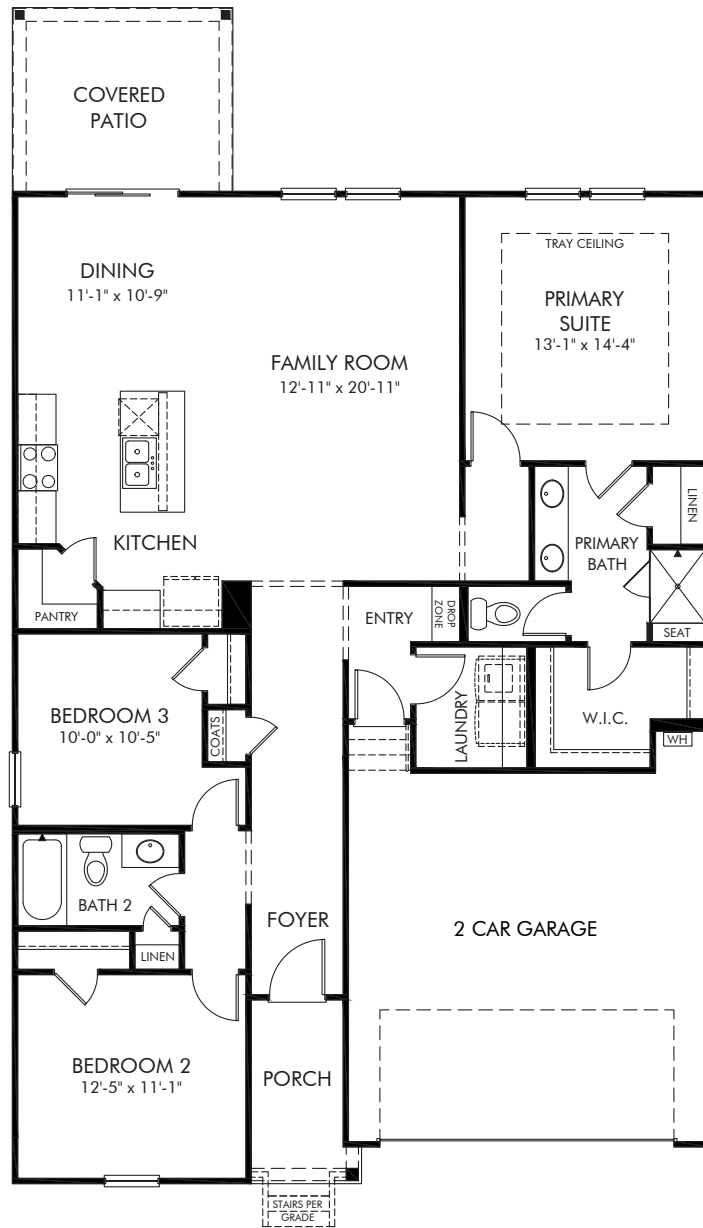 COVERED
PATIO
DINING
11'-1" x 10'-9"
TRAY CEILING
PRIMARY
SUITE
13'-1" x 14'-4"
FAMILY ROOM
12'-11" x 20'-11"
KITCHEN
PANTRY
LINEN
PRIMARY
BATH
SEAT
ENTRY
DROP
ZONE
BEDROOM 3
10'-0" x 10'-5"
COATS
LAUNDRY
W.I.C.
WH
BATH 2
LINEN
FOYER
2 CAR GARAGE
BEDROOM 2
12'-5" x 11'-1"
PORCH
STAIRS PER
GRADE